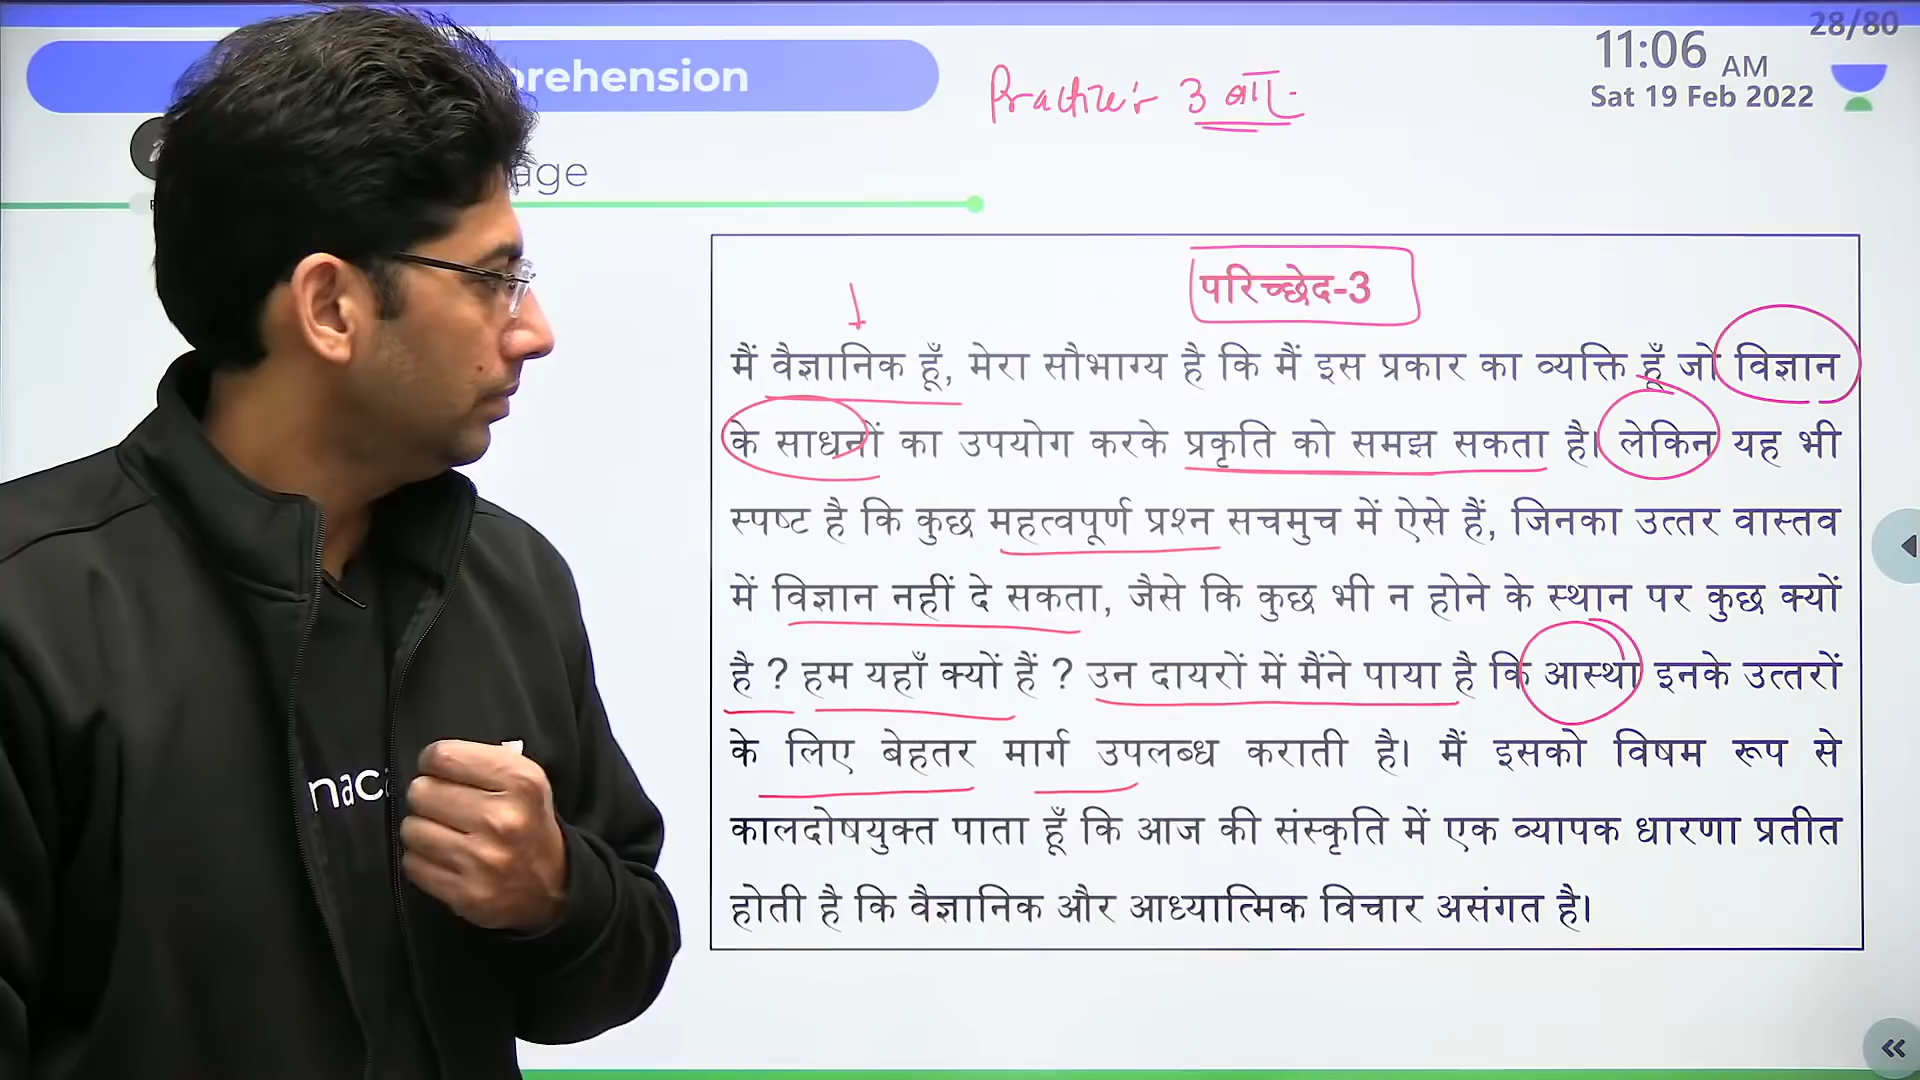 28/80
11:06 AM
Sat 19 Feb 2022
prehension
Practice:- 3 बार
age
परिच्छेद-3
मैं वैज्ञानिक हूँ, मेरा सौभाग्य है कि मैं इस प्रकार का व्यक्ति हूँ जो विज्ञान
के साधनों का उपयोग करके प्रकृति को समझ सकता है। लेकिन यह भी
स्पष्ट है कि कुछ महत्वपूर्ण प्रश्न सचमुच में ऐसे हैं, जिनका उत्तर वास्तव
में विज्ञान नहीं दे सकता, जैसे कि कुछ भी न होने के स्थान पर कुछ क्यों
है ? हम यहाँ क्यों हैं ? उन दायरों में मैंने पाया है कि आस्था इनके उत्तरों
के लिए बेहतर मार्ग उपलब्ध कराती है। मैं इसको विषम रूप से
कालदोषयुक्त पाता हूँ कि आज की संस्कृति में एक व्यापक धारणा प्रतीत
होती है कि वैज्ञानिक और आध्यात्मिक विचार असंगत है।
naca